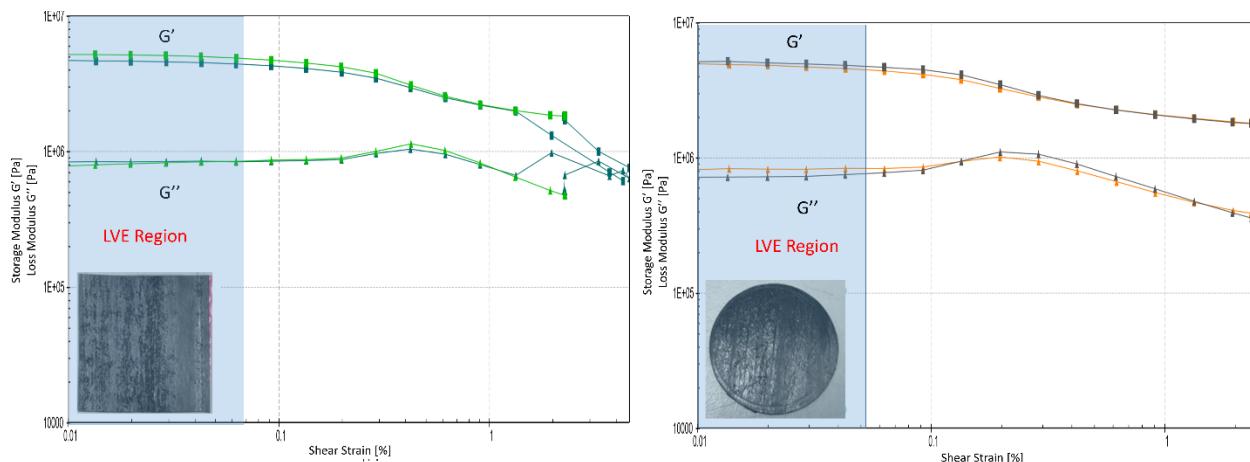 1E+07
1E+06
1E+05
10000
0.01
0.1
1
Shear Strain [%]
Storage Modulus G' [Pa]
Loss Modulus G'' [Pa]
G'
G''
LVE Region
1E+07
1E+06
1E+05
10000
0.01
0.1
1
Shear Strain [%]
Storage Modulus G' [Pa]
Loss Modulus G'' [Pa]
G'
G''
LVE Region